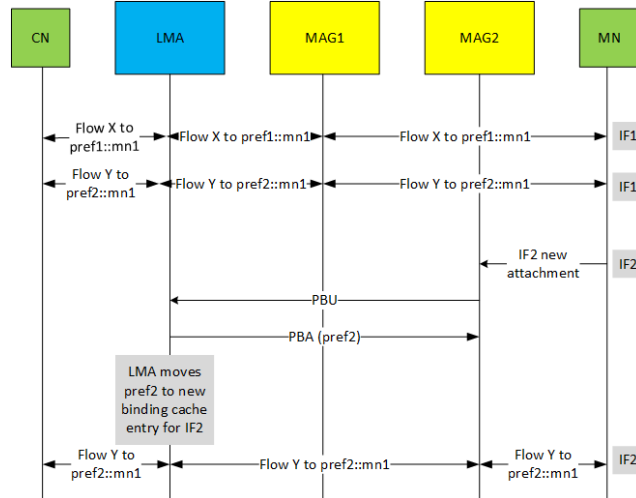 CN LMA MAG1 MAG2 MN
Flow X to
pref1::mn1
Flow X to pref1::mn1
Flow X to pref1::mn1
IF1
Flow Y to
pref2::mn1
Flow Y to pref2::mn1
Flow Y to pref2::mn1
IF1
IF2 new
attachment
IF2
PBU
PBA (pref2)
LMA moves
pref2 to new
binding cache
entry for IF2
Flow Y to
pref2::mn1
Flow Y to pref2::mn1
Flow Y to
pref2::mn1
IF2